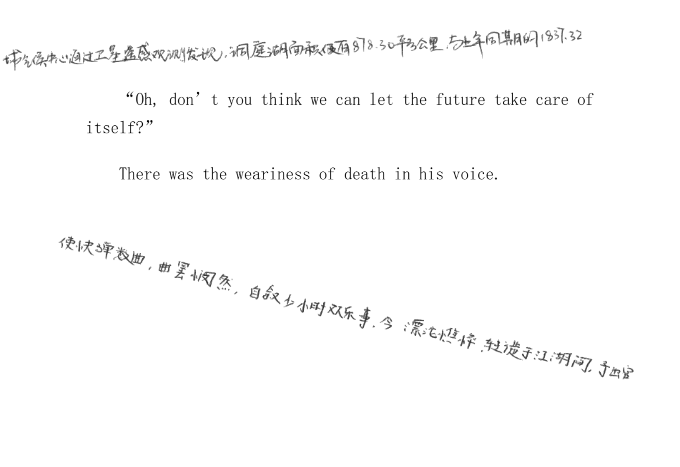 球气候中心通过卫星遥感观测发现，洞庭湖面积仅有878.30平方公里，与上年同期的1837.32
“Oh, don’t you think we can let the future take care of
itself?”
There was the weariness of death in his voice.
使快弹数曲，曲罢悯然，自叙少小时欢乐事，今漂沦憔悴，转徙于江湖间。予出官